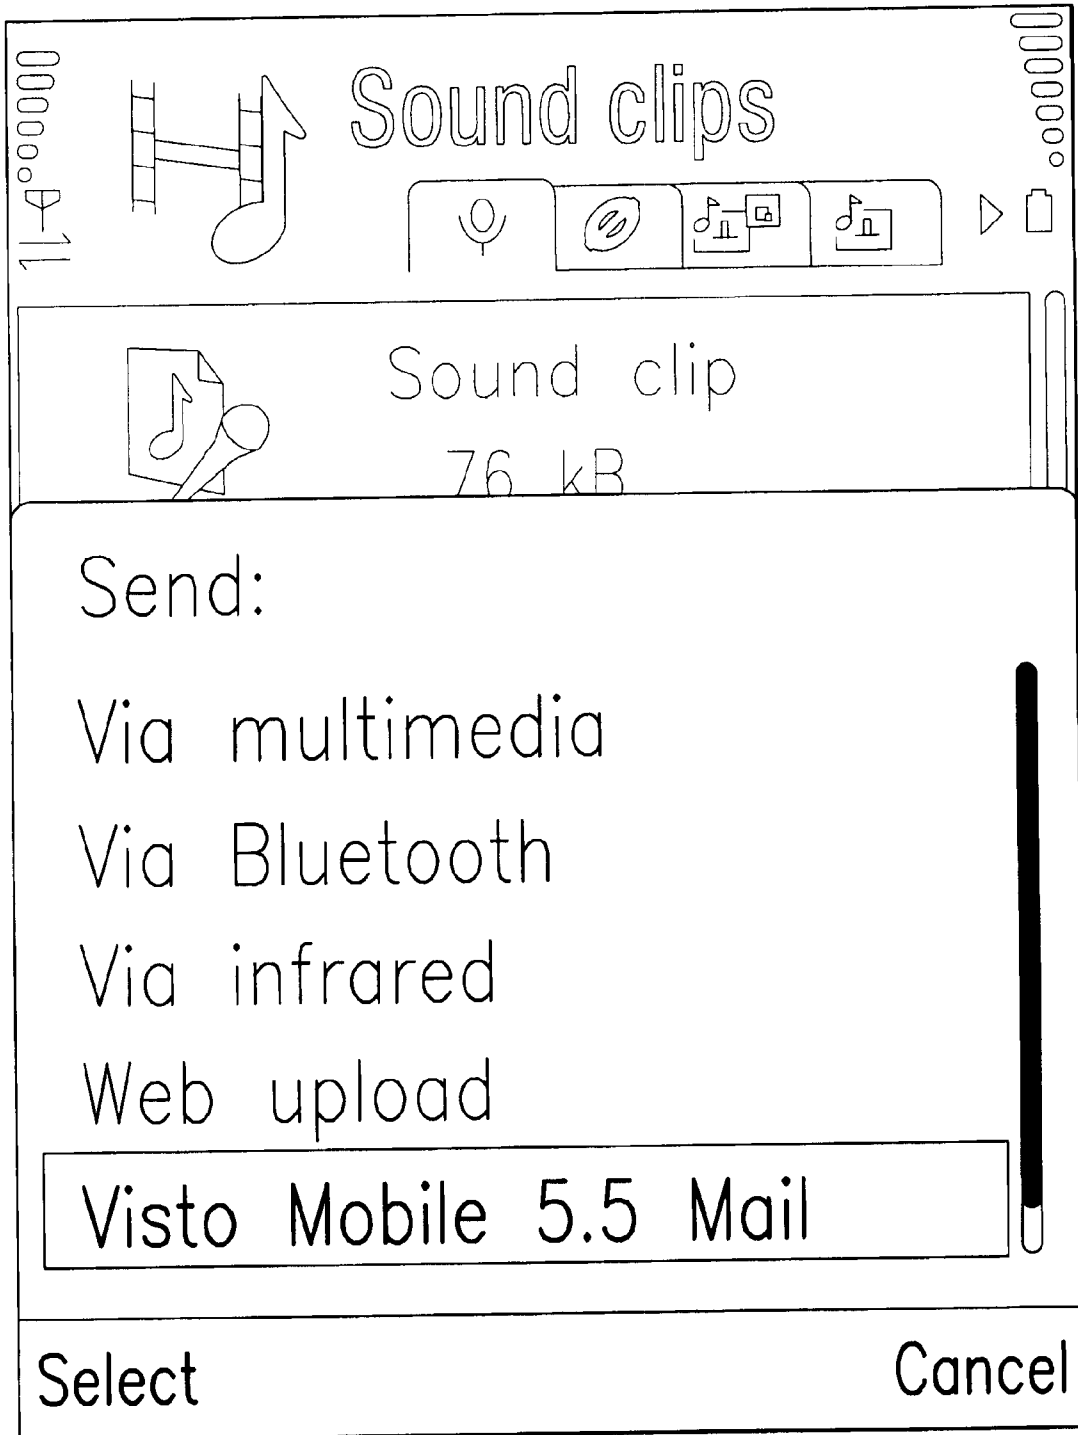 Sound clips
Sound clip
76 kB
Send:
Via multimedia
Via Bluetooth
Via infrared
Web upload
Visto Mobile 5.5 Mail
Select
Cancel